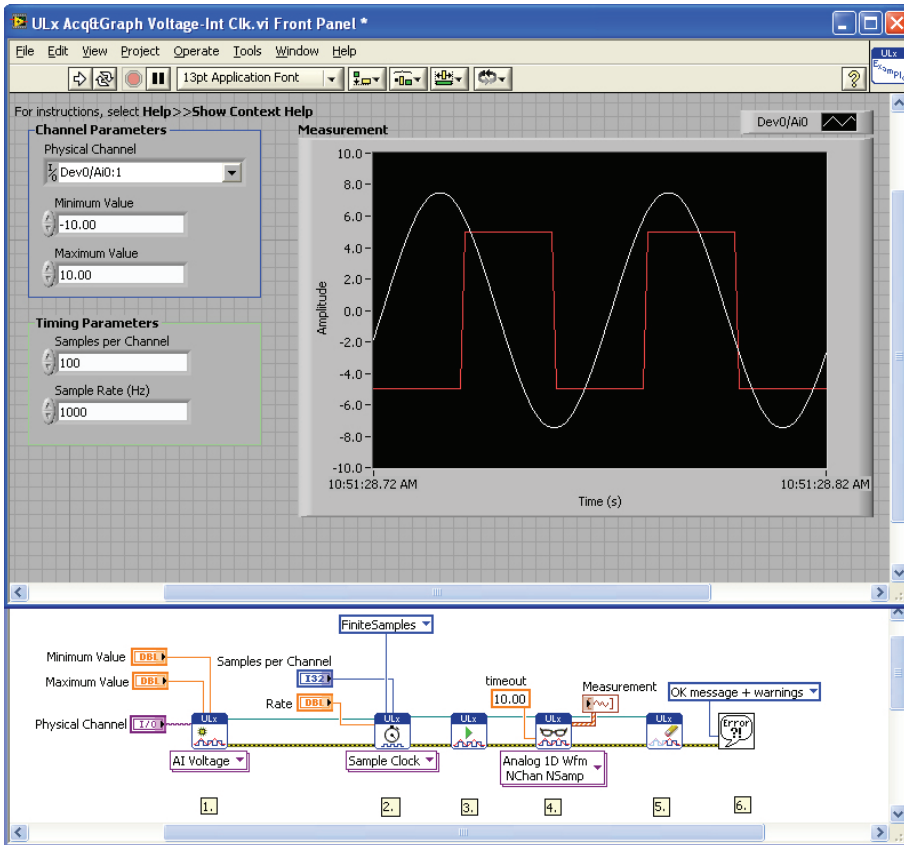 ULx Acq&Graph Voltage-Int Clk.vi Front Panel *
File Edit View Project Operate Tools Window Help
13pt Application Font
?
ULx
Exampl
For instructions, select Help>>Show Context Help
Channel Parameters
Physical Channel
I/O Dev0/Ai0:1
Minimum Value
-10.00
Maximum Value
10.00
Timing Parameters
Samples per Channel
100
Sample Rate (Hz)
1000
Measurement
Dev0/Ai0
10.0
8.0
6.0
4.0
2.0
0.0
-2.0
-4.0
-6.0
-8.0
-10.0
Amplitude
10:51:28.72 AM 10:51:28.82 AM
Time (s)
FiniteSamples
Minimum Value DBL
Maximum Value DBL
Samples per Channel
I32
Rate DBL
Physical Channel I/O
timeout
10.00
Measurement
OK message + warnings
ULx ULx ULx ULx ULx
Error
?!
AI Voltage
Sample Clock
Analog 1D Wfm
NChan NSamp
1. 2. 3. 4. 5. 6.